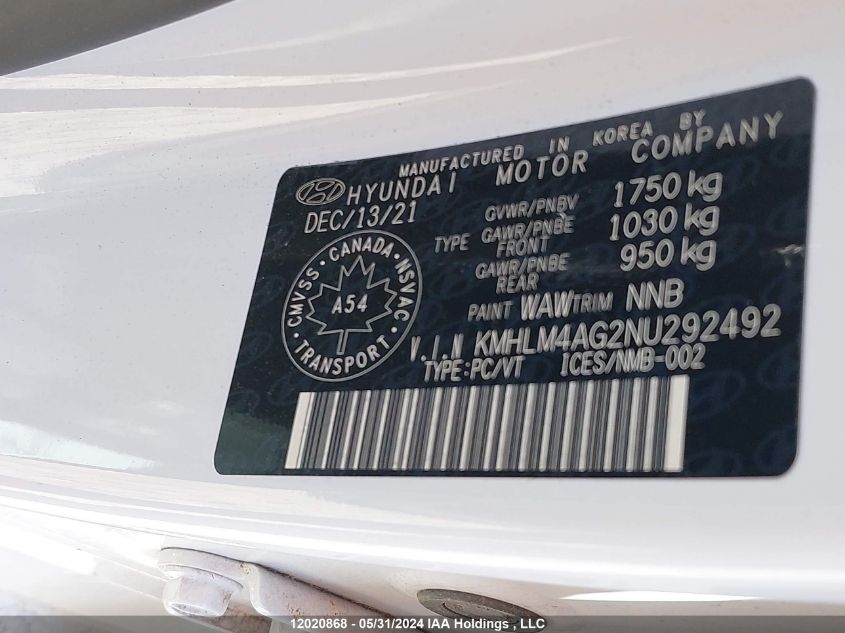 MANUFACTURED IN KOREA BY
HYUNDAI MOTOR COMPANY
DEC/13/21
GVWR/PNBV 1750 kg
TYPE GAWR/PNBE FRONT 1030 kg
GAWR/PNBE REAR 950 kg
CMVSS · CANADA · NSVAC
A54
TRANSPORT
PAINT WAW TRIM NNB
V.I.N KMHLM4AG2NU292492
TYPE:PC/VT ICES/NMB-002
12020868 - 05/31/2024 IAA Holdings, LLC